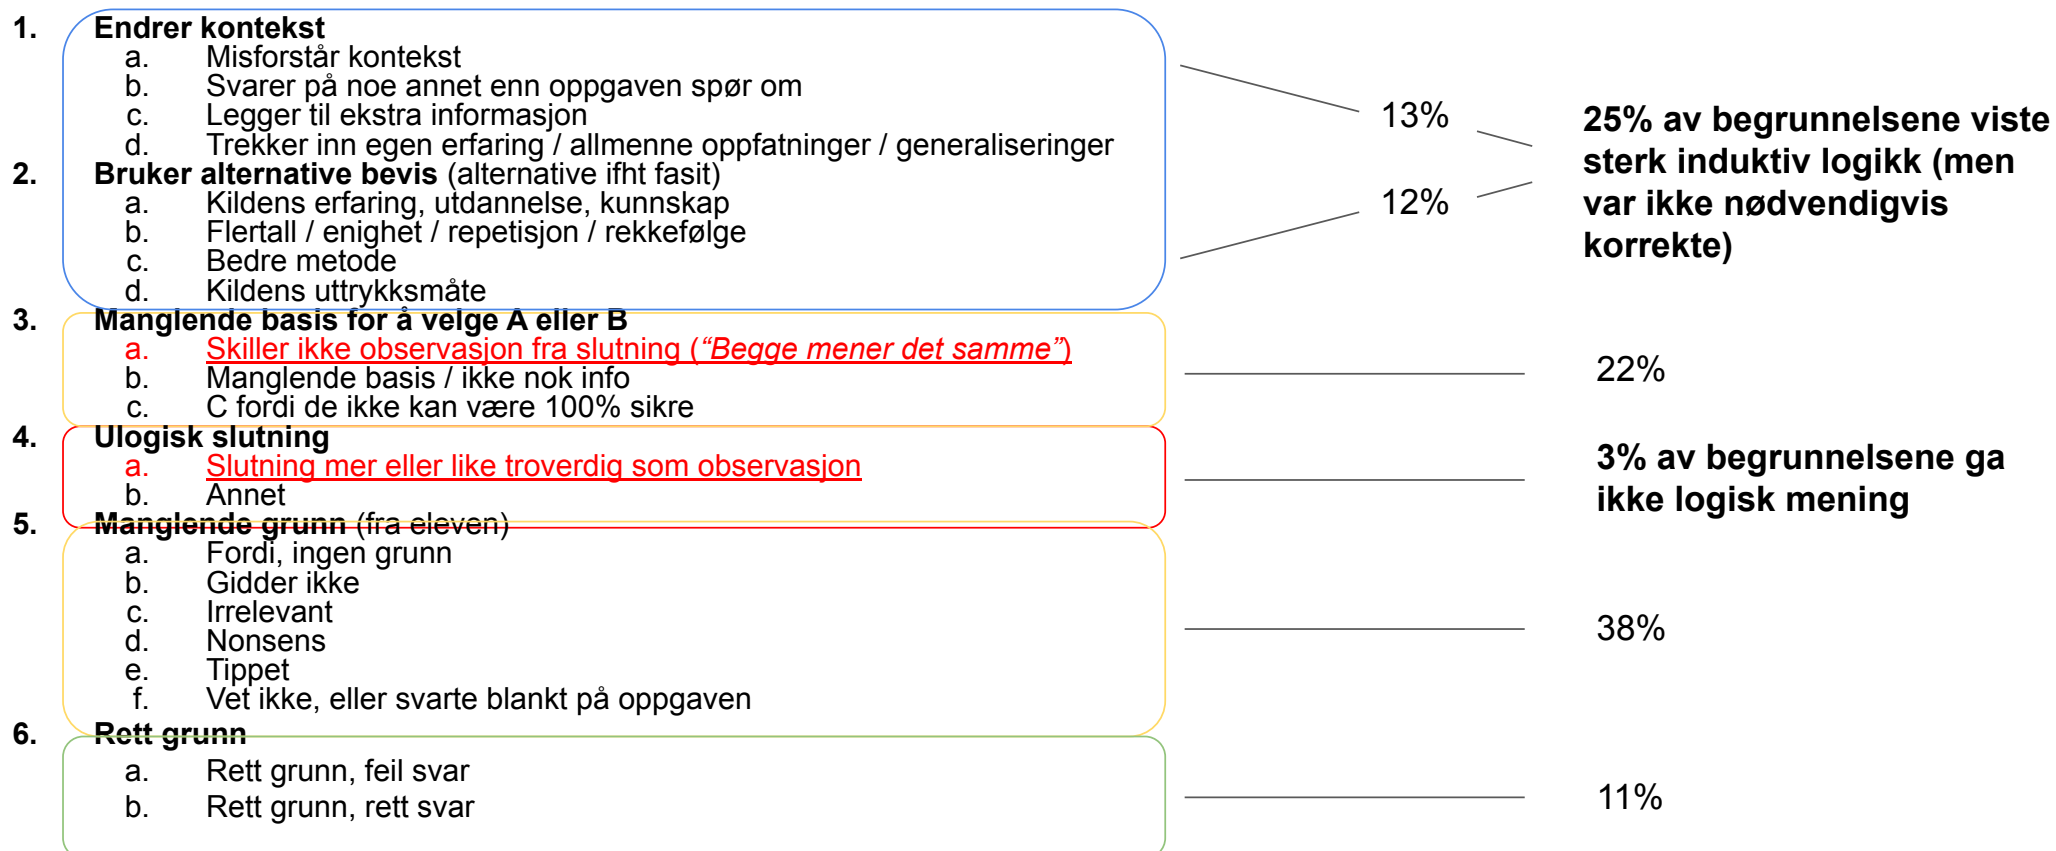 1. Endrer kontekst
a. Misforstår kontekst
b. Svarer på noe annet enn oppgaven spør om
c. Legger til ekstra informasjon
d. Trekker inn egen erfaring / allmenne oppfatninger / generaliseringer
2. Bruker alternative bevis (alternative ifht fasit)
a. Kildens erfaring, utdannelse, kunnskap
b. Flertall / enighet / repetisjon / rekkefølge
c. Bedre metode
d. Kildens uttrykksmåte
13%
12%
25% av begrunnelsene viste
sterk induktiv logikk (men
var ikke nødvendigvis
korrekte)
3. Manglende basis for å velge A eller B
a. Skiller ikke observasjon fra slutning (“Begge mener det samme”)
b. Manglende basis / ikke nok info
c. C fordi de ikke kan være 100% sikre
22%
4. Ulogisk slutning
a. Slutning mer eller like troverdig som observasjon
b. Annet
3% av begrunnelsene ga
ikke logisk mening
5. Manglende grunn (fra eleven)
a. Fordi, ingen grunn
b. Gidder ikke
c. Irrelevant
d. Nonsens
e. Tippet
f. Vet ikke, eller svarte blankt på oppgaven
38%
6. Rett grunn
a. Rett grunn, feil svar
b. Rett grunn, rett svar
11%